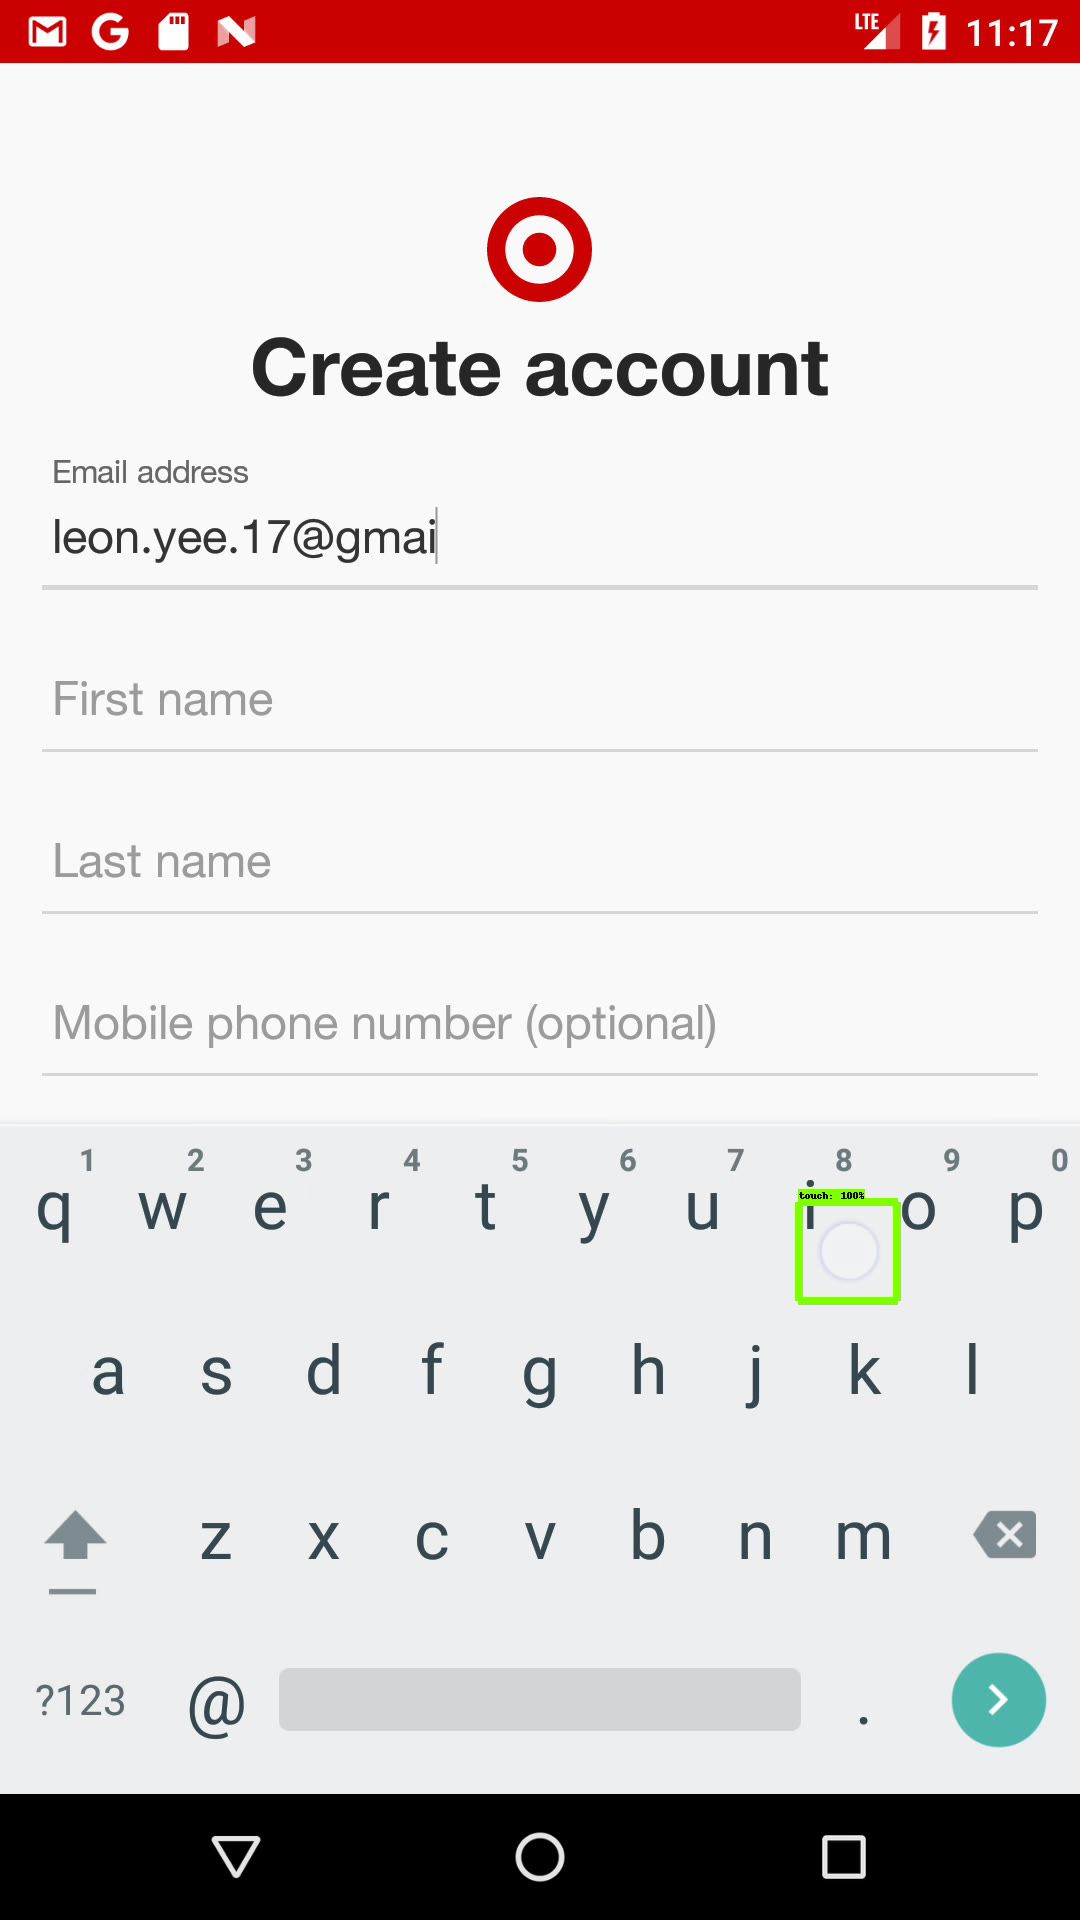 LTE 11:17
Create account
Email address
leon.yee.17@gmai
First name
Last name
Mobile phone number (optional)
1 2 3 4 5 6 7 8 9 0
q w e r t y u i o p
touch: 100%
a s d f g h j k l
z x c v b n m
?123 @ .